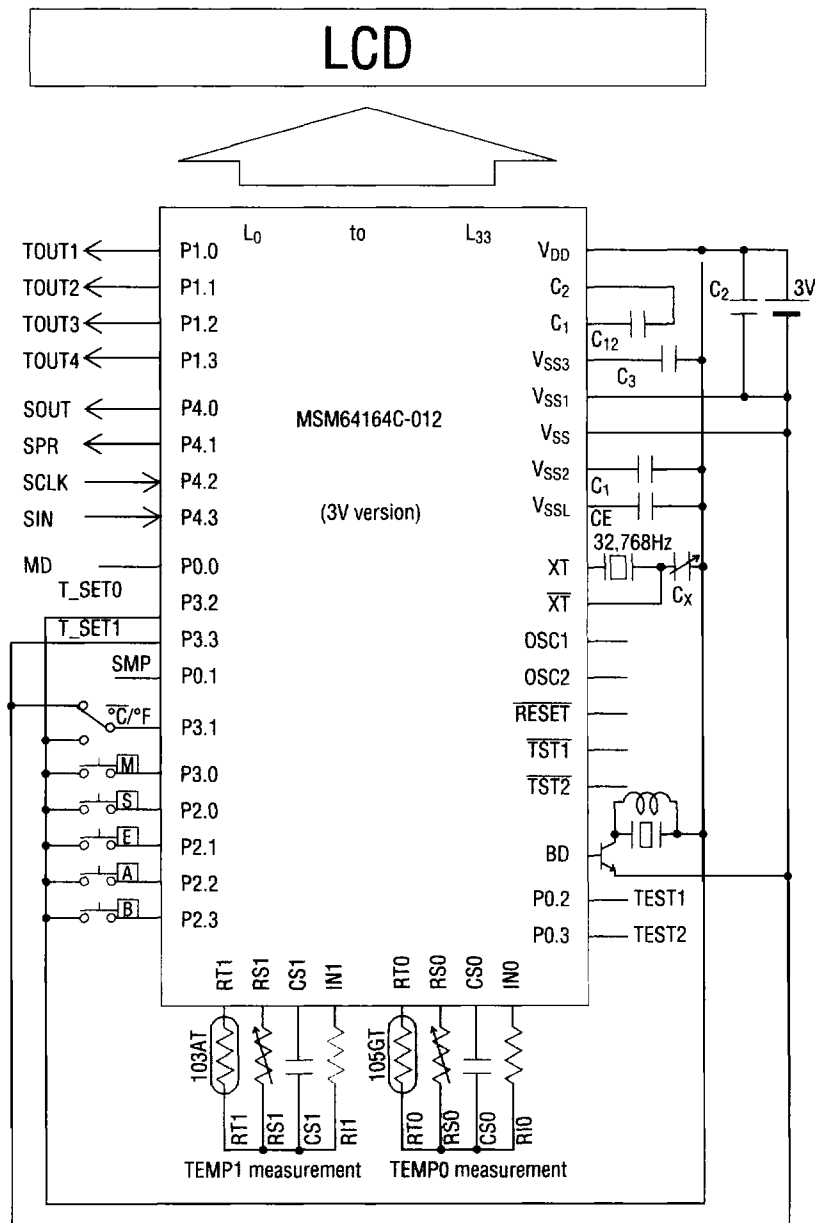 LCD
L0 to L33
TOUT1 P1.0 VDD
TOUT2 P1.1 C2 C2 3V
TOUT3 P1.2 C1 C12
TOUT4 P1.3 VSS3 C3
SOUT P4.0 MSM64164C-012 VSS1
SPR P4.1 VSS
SCLK P4.2 VSS2 C1
SIN P4.3 (3V version) VSSL CE
32,768Hz
MD P0.0 XT CX
T_SET0 P3.2 XT
T_SET1 P3.3 OSC1
SMP P0.1 OSC2
°C/°F P3.1 RESET
TST1
M P3.0 TST2
S P2.0
E P2.1 BD
A P2.2 P0.2 TEST1
B P2.3 P0.3 TEST2
RT1 RS1 CS1 IN1 RT0 RS0 CS0 IN0
103AT 105GT
RT1 RS1 CS1 RI1 RT0 RS0 CS0 RI0
TEMP1 measurement TEMP0 measurement